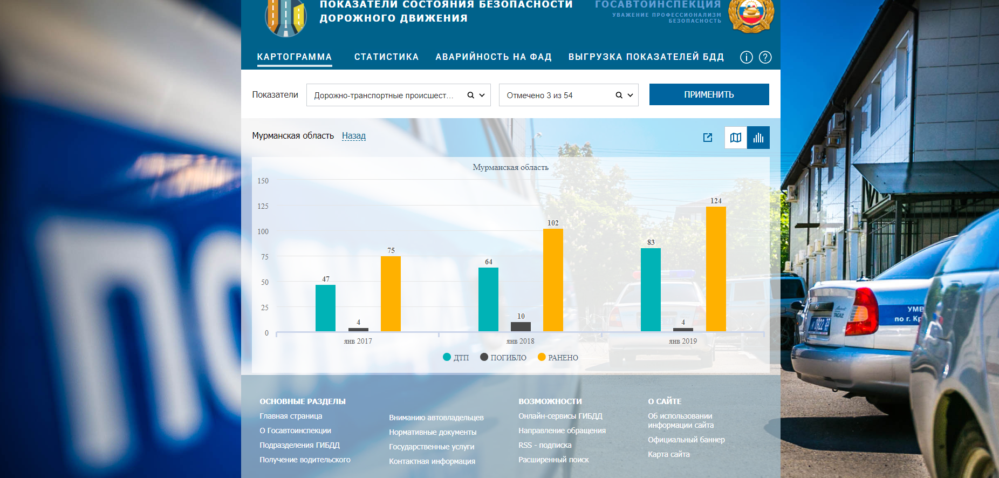 ПОКАЗАТЕЛИ СОСТОЯНИЯ БЕЗОПАСНОСТИ
ДОРОЖНОГО ДВИЖЕНИЯ
ГОСАВТОИНСПЕКЦИЯ
УВАЖЕНИЕ ПРОФЕССИОНАЛИЗМ
БЕЗОПАСНОСТЬ
КАРТОГРАММА СТАТИСТИКА АВАРИЙНОСТЬ НА ФАД ВЫГРУЗКА ПОКАЗАТЕЛЕЙ БДД i ?
Показатели Дорожно-транспортные происшест... Отмечено 3 из 54 ПРИМЕНИТЬ
Мурманская область Назад
Мурманская область
150
125
100
75
50
25
0
47 4 75
64 10 102
83 4 124
янв 2017 янв 2018 янв 2019
ДТП ПОГИБЛО РАНЕНО
ОСНОВНЫЕ РАЗДЕЛЫ
Главная страница
О Госавтоинспекции
Подразделения ГИБДД
Получение водительского
Вниманию автовладельцев
Нормативные документы
Государственные услуги
Контактная информация
ВОЗМОЖНОСТИ
Онлайн-сервисы ГИБДД
Направление обращения
RSS - подписка
Расширенный поиск
О САЙТЕ
Об использовании
информации сайта
Официальный баннер
Карта сайта
ПО
УМВ
по г. Кр
TAGAZ